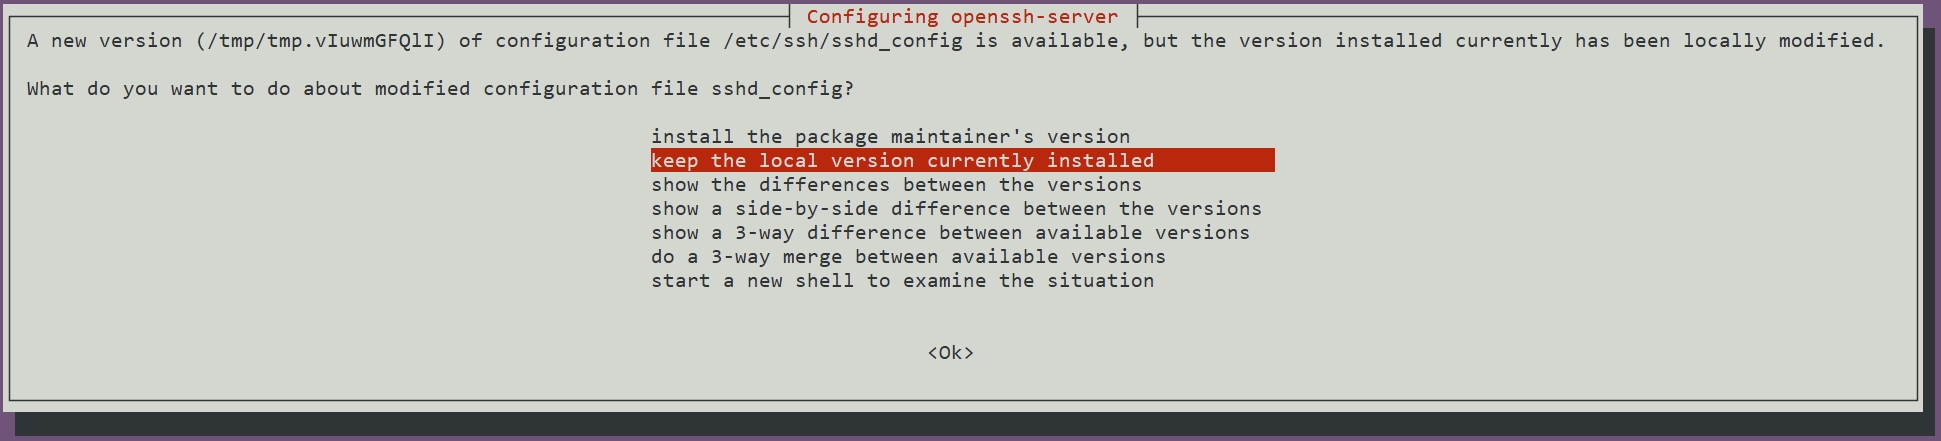 Configuring openssh-server
A new version (/tmp/tmp.vIuwmGFQlI) of configuration file /etc/ssh/sshd_config is available, but the version installed currently has been locally modified.
What do you want to do about modified configuration file sshd_config?
install the package maintainer's version
keep the local version currently installed
show the differences between the versions
show a side-by-side difference between the versions
show a 3-way difference between available versions
do a 3-way merge between available versions
start a new shell to examine the situation
<Ok>